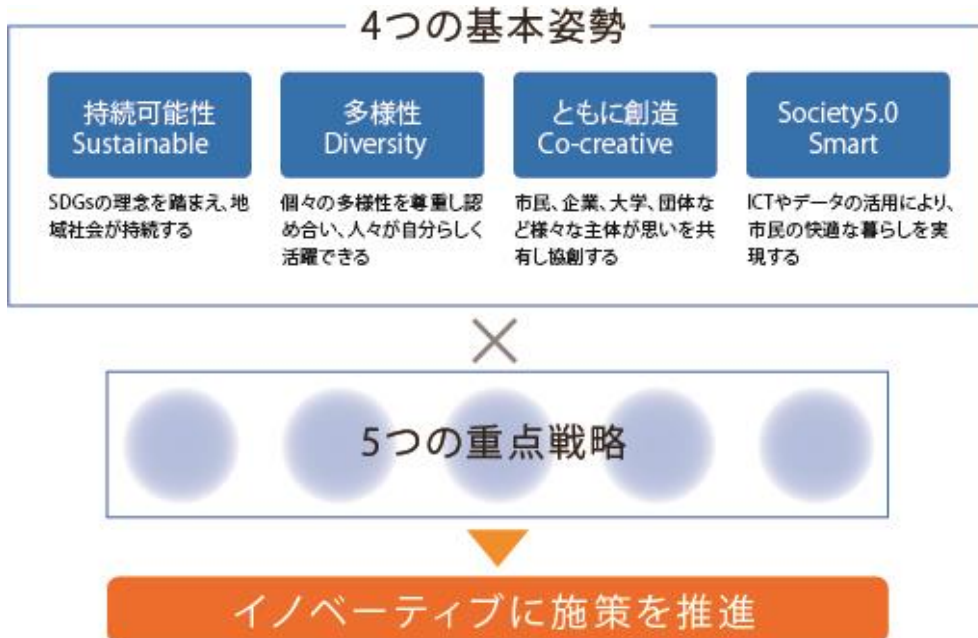 4つの基本姿勢
持続可能性
Sustainable
SDGsの理念を踏まえ、地
域社会が持続する
多様性
Diversity
個々の多様性を尊重し認
め合い、人々が自分らしく
活躍できる
ともに創造
Co-creative
市民、企業、大学、団体な
ど様々な主体が思いを共
有し協創する
Society5.0
Smart
ICTやデータの活用により、
市民の快適な暮らしを実
現する
×
5つの重点戦略
イノベーティブに施策を推進